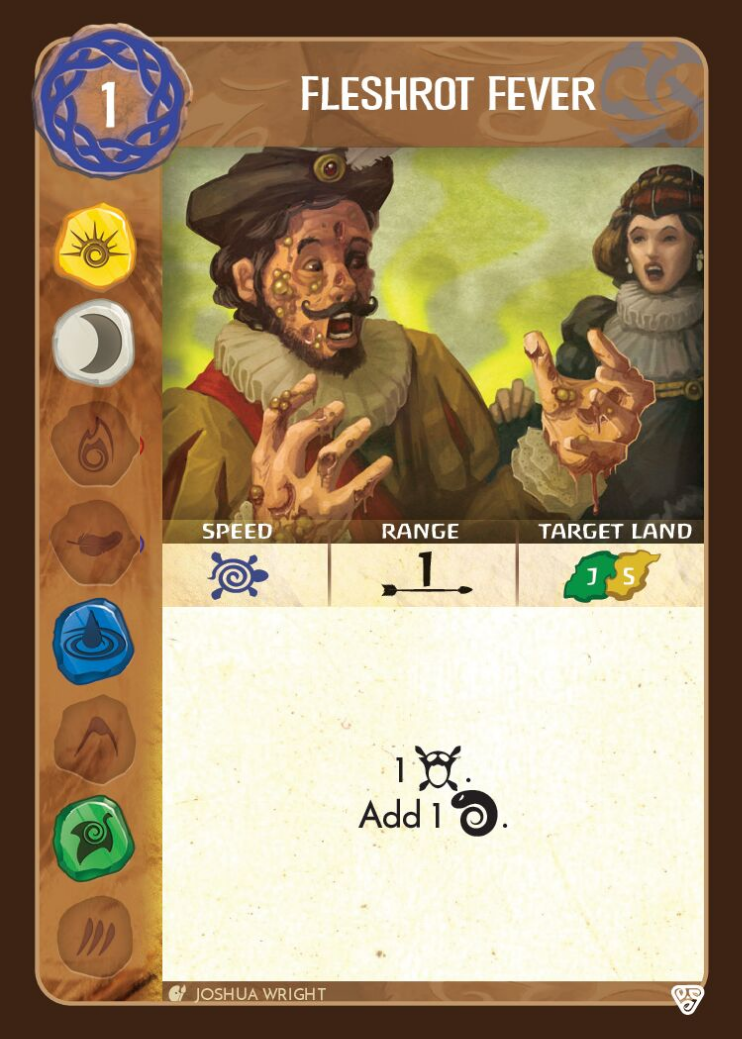 1
FLESHROT FEVER
SPEED RANGE TARGET LAND
1 J S
1 .
Add 1 .
JOSHUA WRIGHT